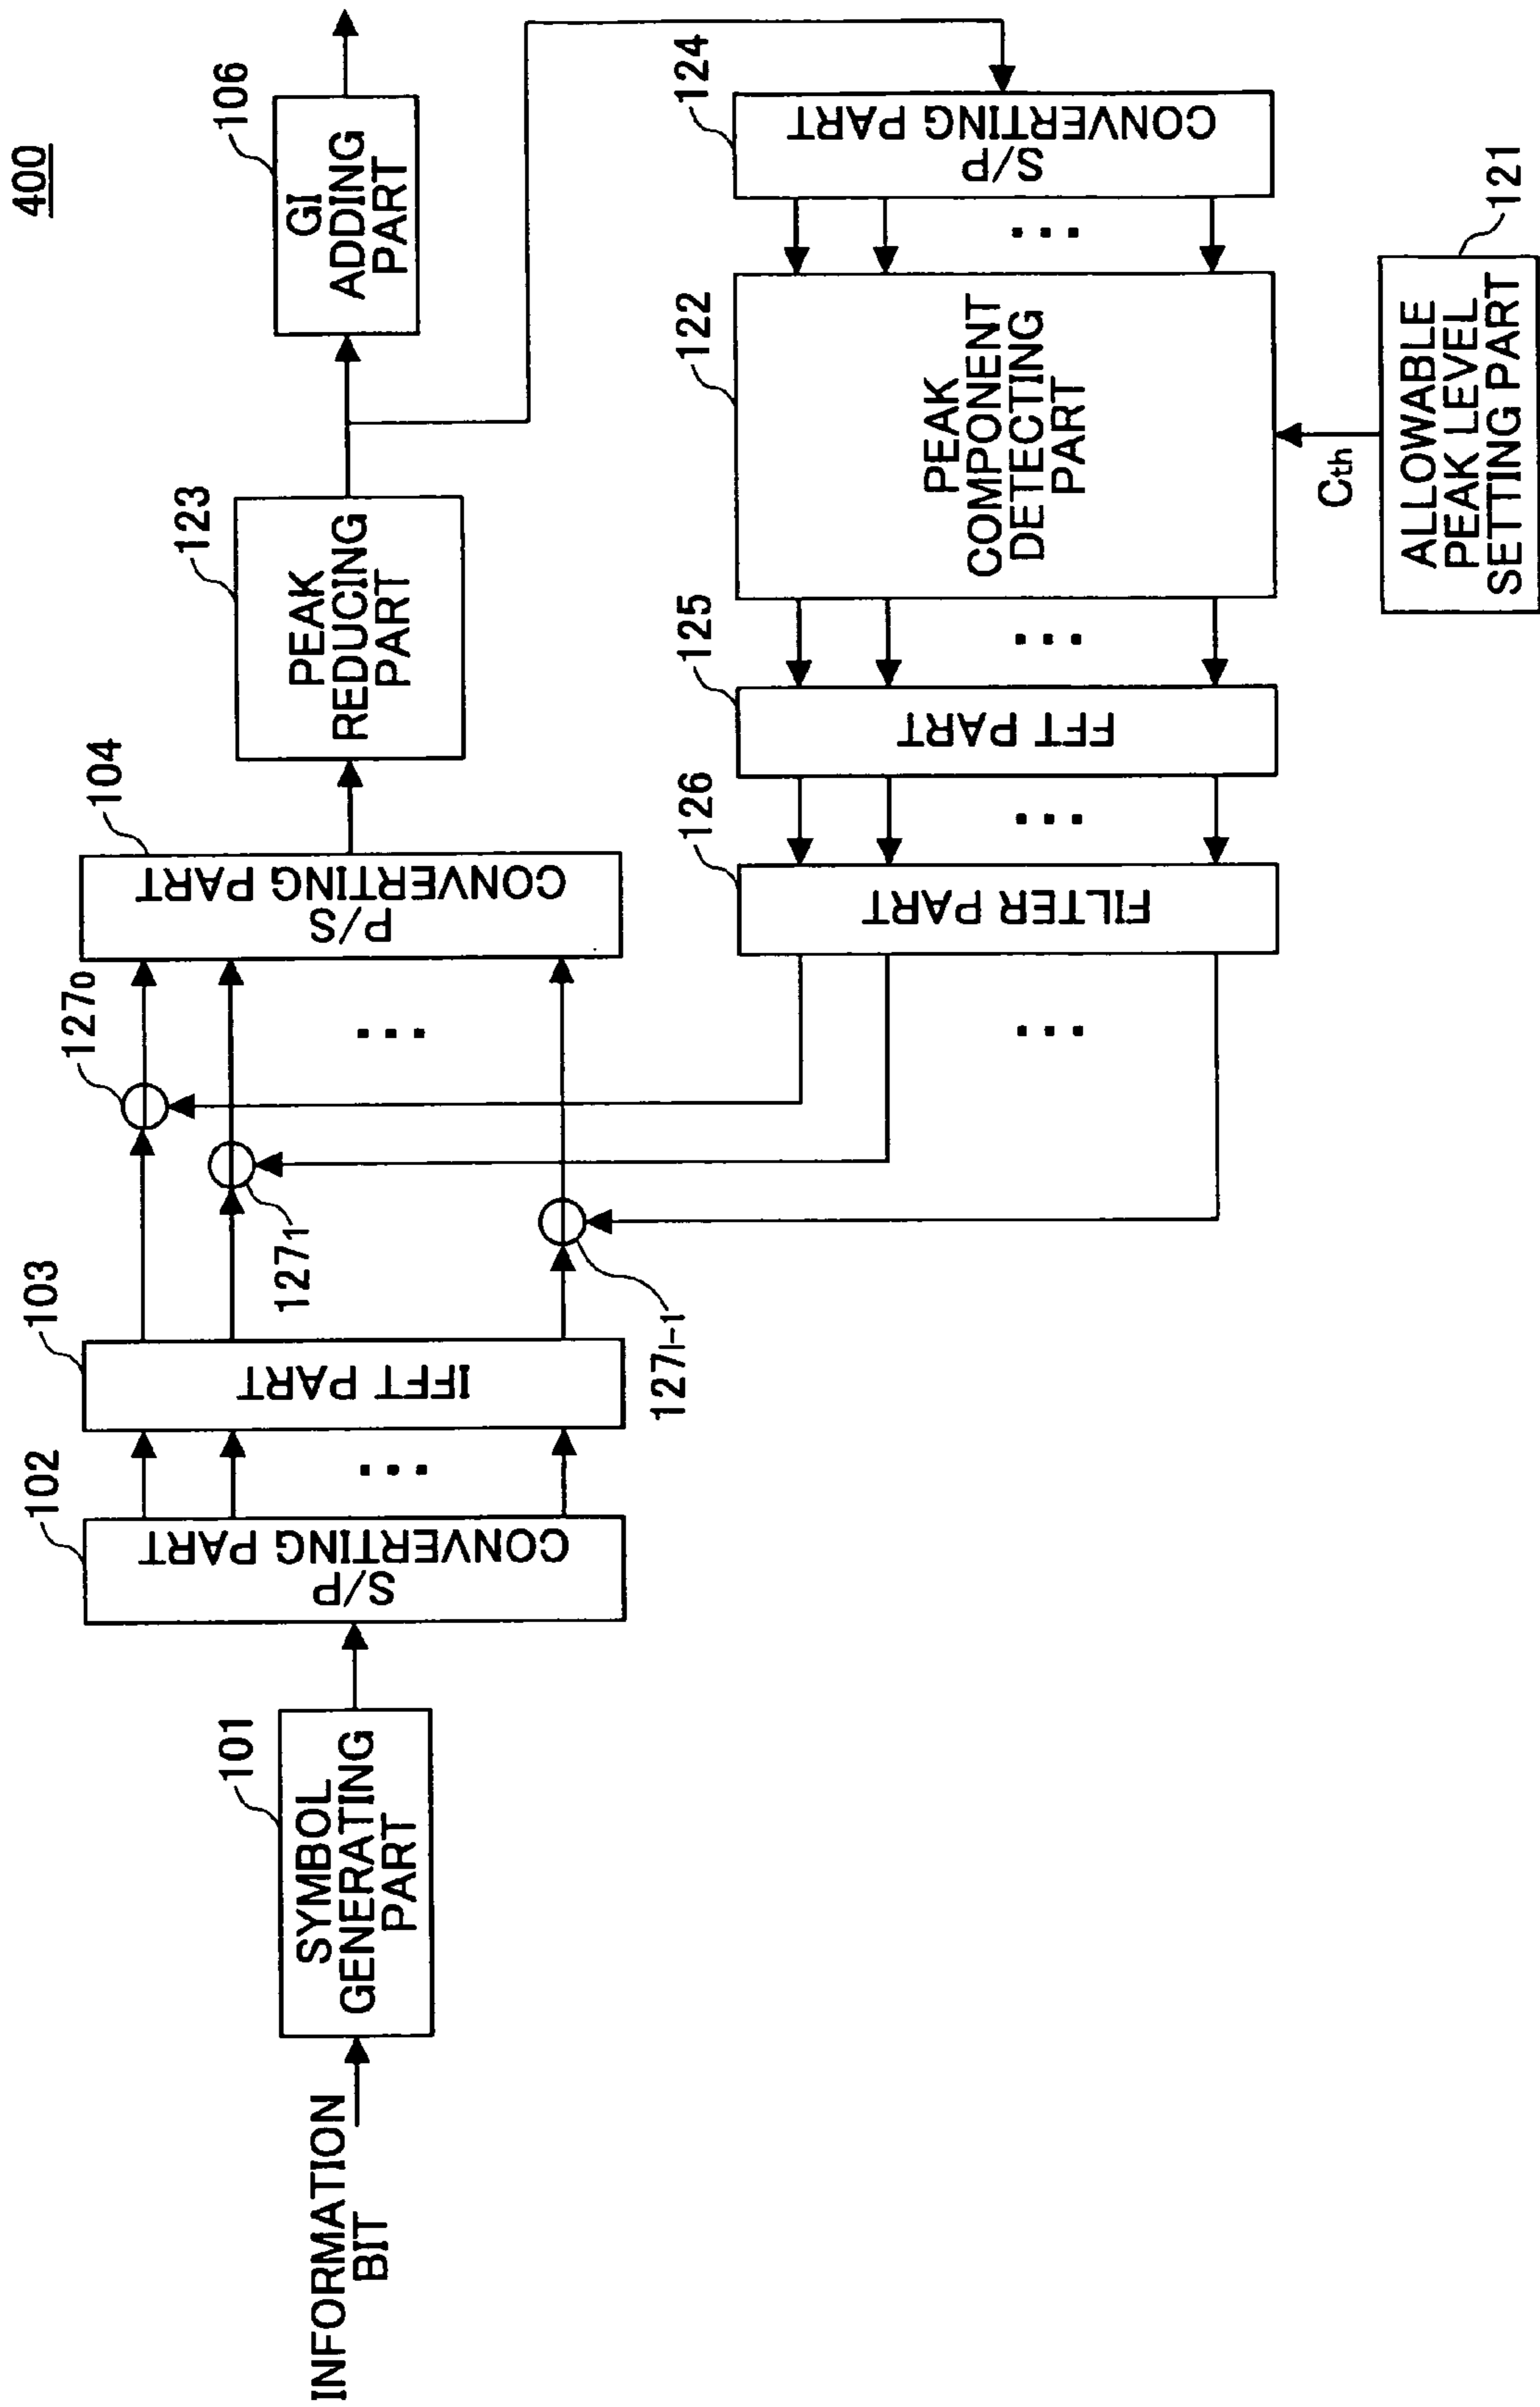 400
INFORMATION
BIT
101
SYMBOL
GENERATING
PART
102
S/P
CONVERTING PART
...
103
IFFT PART
127₀
127₁
127ₗ₋₁
...
104
P/S
CONVERTING PART
123
PEAK
REDUCING
PART
106
GI
ADDING
PART
124
S/P
CONVERTING PART
...
122
PEAK
COMPONENT
DETECTING
PART
121
ALLOWABLE
PEAK LEVEL
SETTING PART
Cth
...
125
FFT PART
...
126
FILTER PART
...